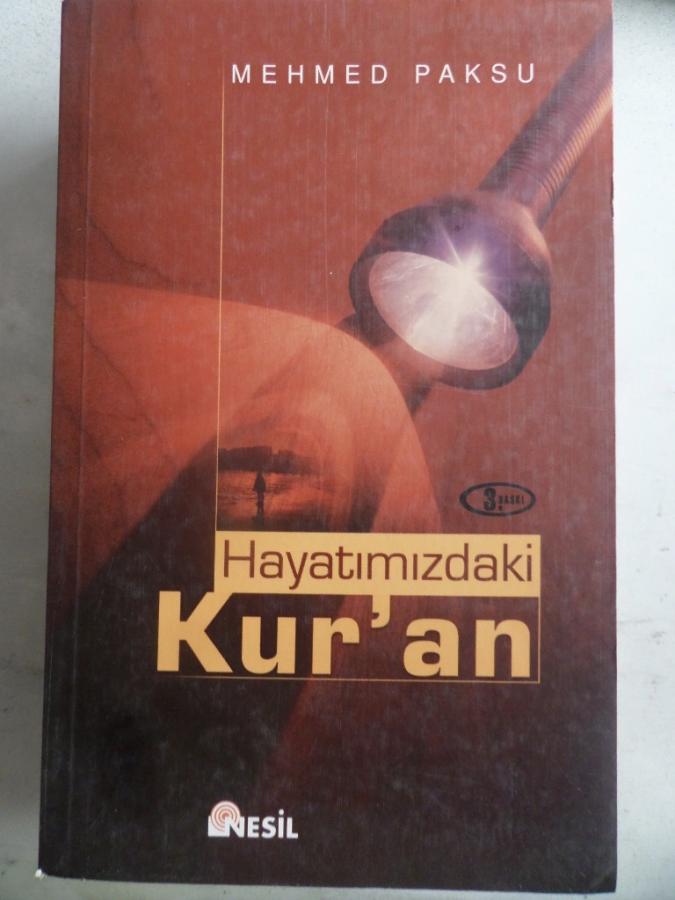 MEHMED PAKSU
3. BASKI
Hayatımızdaki
Kur'an
NESİL